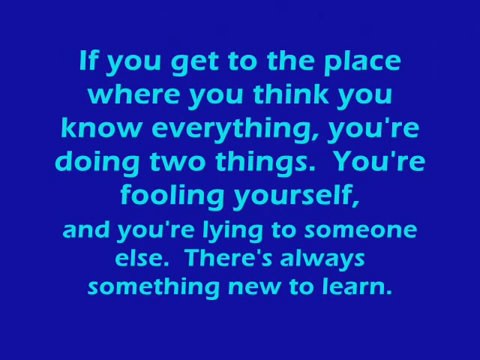 If you get to the place
where you think you
know everything, you're
doing two things.  You're
fooling yourself,
and you're lying to someone
else.  There's always
something new to learn.